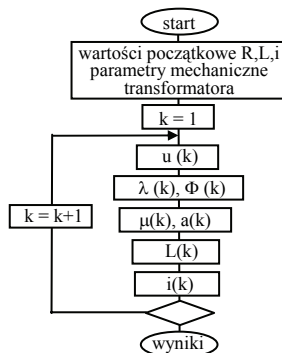 start
wartości początkowe R,L,i
parametry mechaniczne
transformatora
k = 1
u (k)
λ (k), Φ (k)
k = k+1
μ(k), a(k)
L(k)
i(k)
wyniki